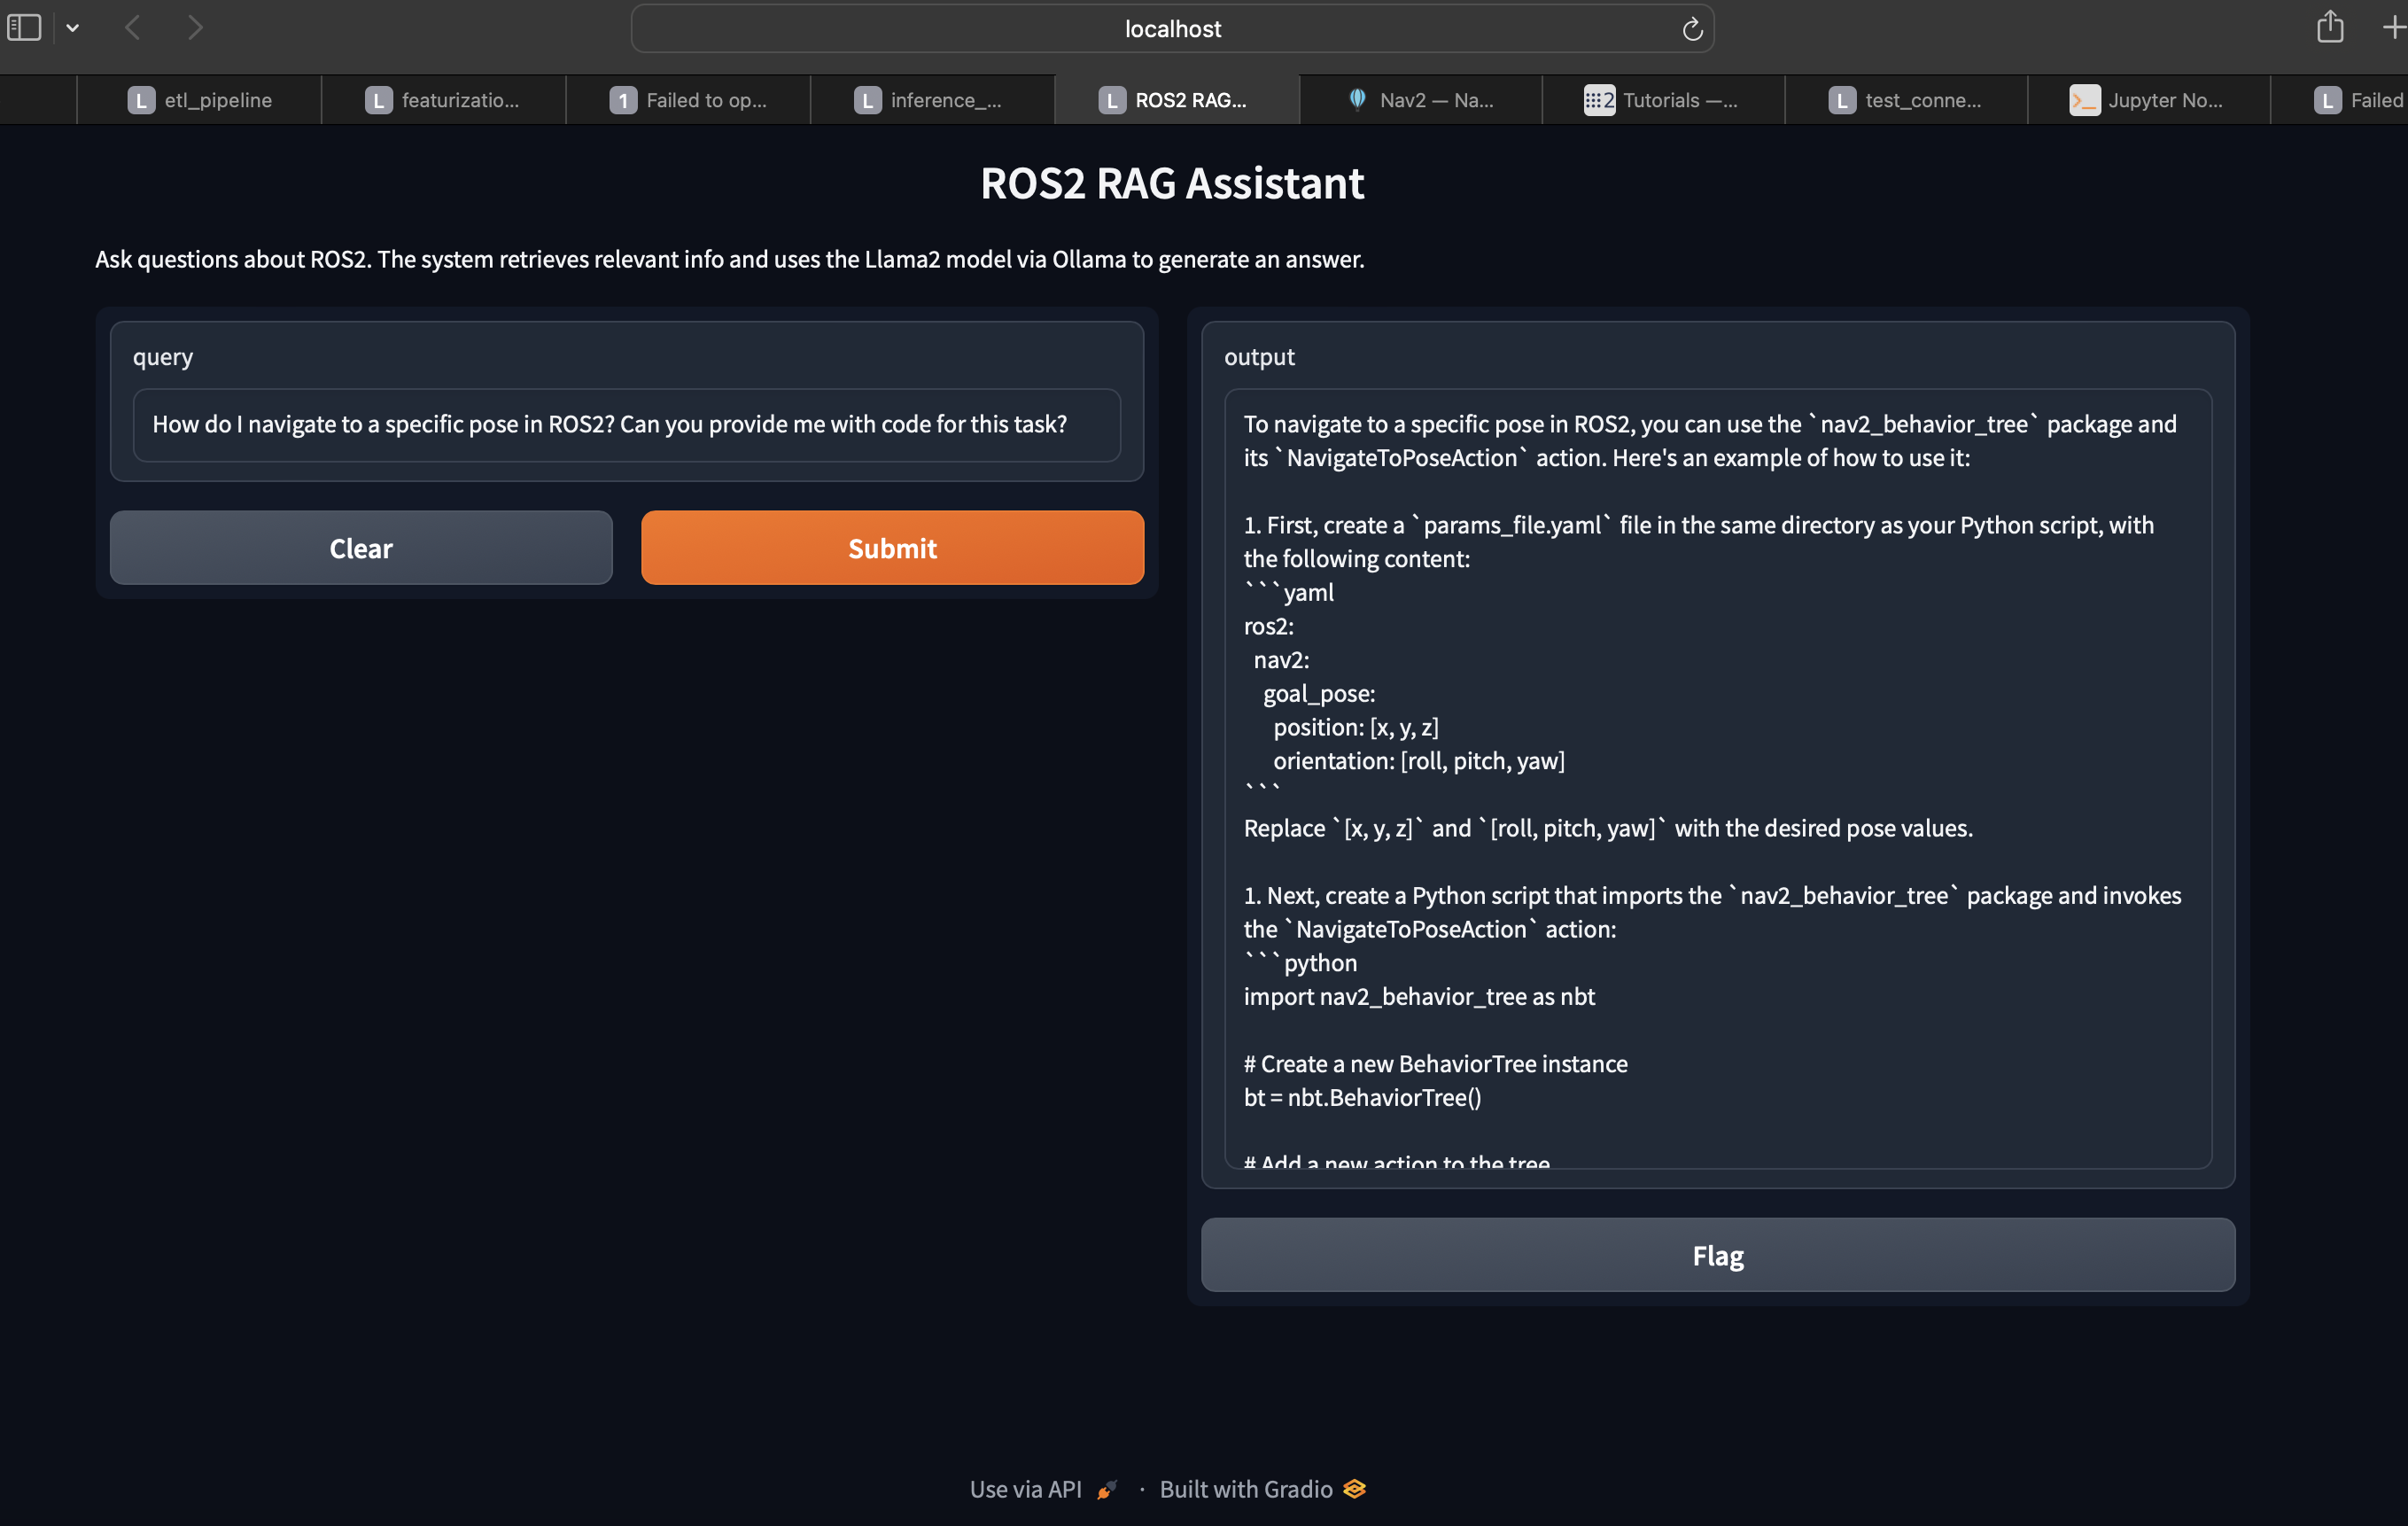 localhost
L etl_pipeline
L featurizatio...
1 Failed to op...
L inference_...
L ROS2 RAG...
Nav2 — Na...
2 Tutorials —...
L test_conne...
>_ Jupyter No...
L Failed
ROS2 RAG Assistant
Ask questions about ROS2. The system retrieves relevant info and uses the Llama2 model via Ollama to generate an answer.
query
How do I navigate to a specific pose in ROS2? Can you provide me with code for this task?
Clear
Submit
output
To navigate to a specific pose in ROS2, you can use the `nav2_behavior_tree` package and
its `NavigateToPoseAction` action. Here's an example of how to use it:
1. First, create a `params_file.yaml` file in the same directory as your Python script, with
the following content:
```yaml
ros2:
  nav2:
    goal_pose:
      position: [x, y, z]
      orientation: [roll, pitch, yaw]
```
Replace `[x, y, z]` and `[roll, pitch, yaw]` with the desired pose values.
1. Next, create a Python script that imports the `nav2_behavior_tree` package and invokes
the `NavigateToPoseAction` action:
```python
import nav2_behavior_tree as nbt
# Create a new BehaviorTree instance
bt = nbt.BehaviorTree()
# Add a new action to the tree
Flag
Use via API · Built with Gradio